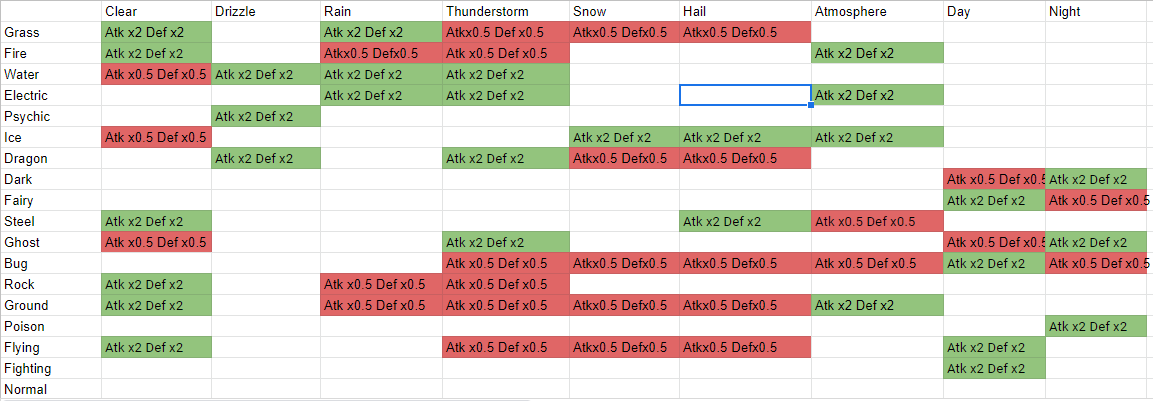 Clear Drizzle Rain Thunderstorm Snow Hail Atmosphere Day Night
Grass Atk x2 Def x2 Atk x2 Def x2 Atkx0.5 Def x0.5 Atkx0.5 Defx0.5 Atkx0.5 Defx0.5
Fire Atk x2 Def x2 Atkx0.5 Defx0.5 Atk x0.5 Def x0.5 Atk x2 Def x2
Water Atk x0.5 Def x0.5 Atk x2 Def x2 Atk x2 Def x2 Atk x2 Def x2
Electric Atk x2 Def x2 Atk x2 Def x2 Atk x2 Def x2
Psychic Atk x2 Def x2
Ice Atk x0.5 Def x0.5 Atk x2 Def x2 Atk x2 Def x2 Atk x2 Def x2
Dragon Atk x2 Def x2 Atk x2 Def x2 Atkx0.5 Defx0.5 Atkx0.5 Defx0.5
Dark Atk x0.5 Def x0.5 Atk x2 Def x2
Fairy Atk x2 Def x2 Atk x0.5 Def x0.5
Steel Atk x2 Def x2 Atk x2 Def x2 Atk x0.5 Def x0.5
Ghost Atk x0.5 Def x0.5 Atk x2 Def x2 Atk x0.5 Def x0.5 Atk x2 Def x2
Bug Atk x0.5 Def x0.5 Atkx0.5 Defx0.5 Atkx0.5 Defx0.5 Atk x0.5 Def x0.5 Atk x2 Def x2 Atk x0.5 Def x0.5
Rock Atk x2 Def x2 Atk x0.5 Def x0.5 Atk x0.5 Def x0.5
Ground Atk x2 Def x2 Atk x0.5 Def x0.5 Atk x0.5 Def x0.5 Atkx0.5 Defx0.5 Atkx0.5 Defx0.5 Atk x2 Def x2
Poison Atk x2 Def x2
Flying Atk x2 Def x2 Atk x0.5 Def x0.5 Atkx0.5 Defx0.5 Atkx0.5 Defx0.5 Atk x2 Def x2
Fighting Atk x2 Def x2
Normal